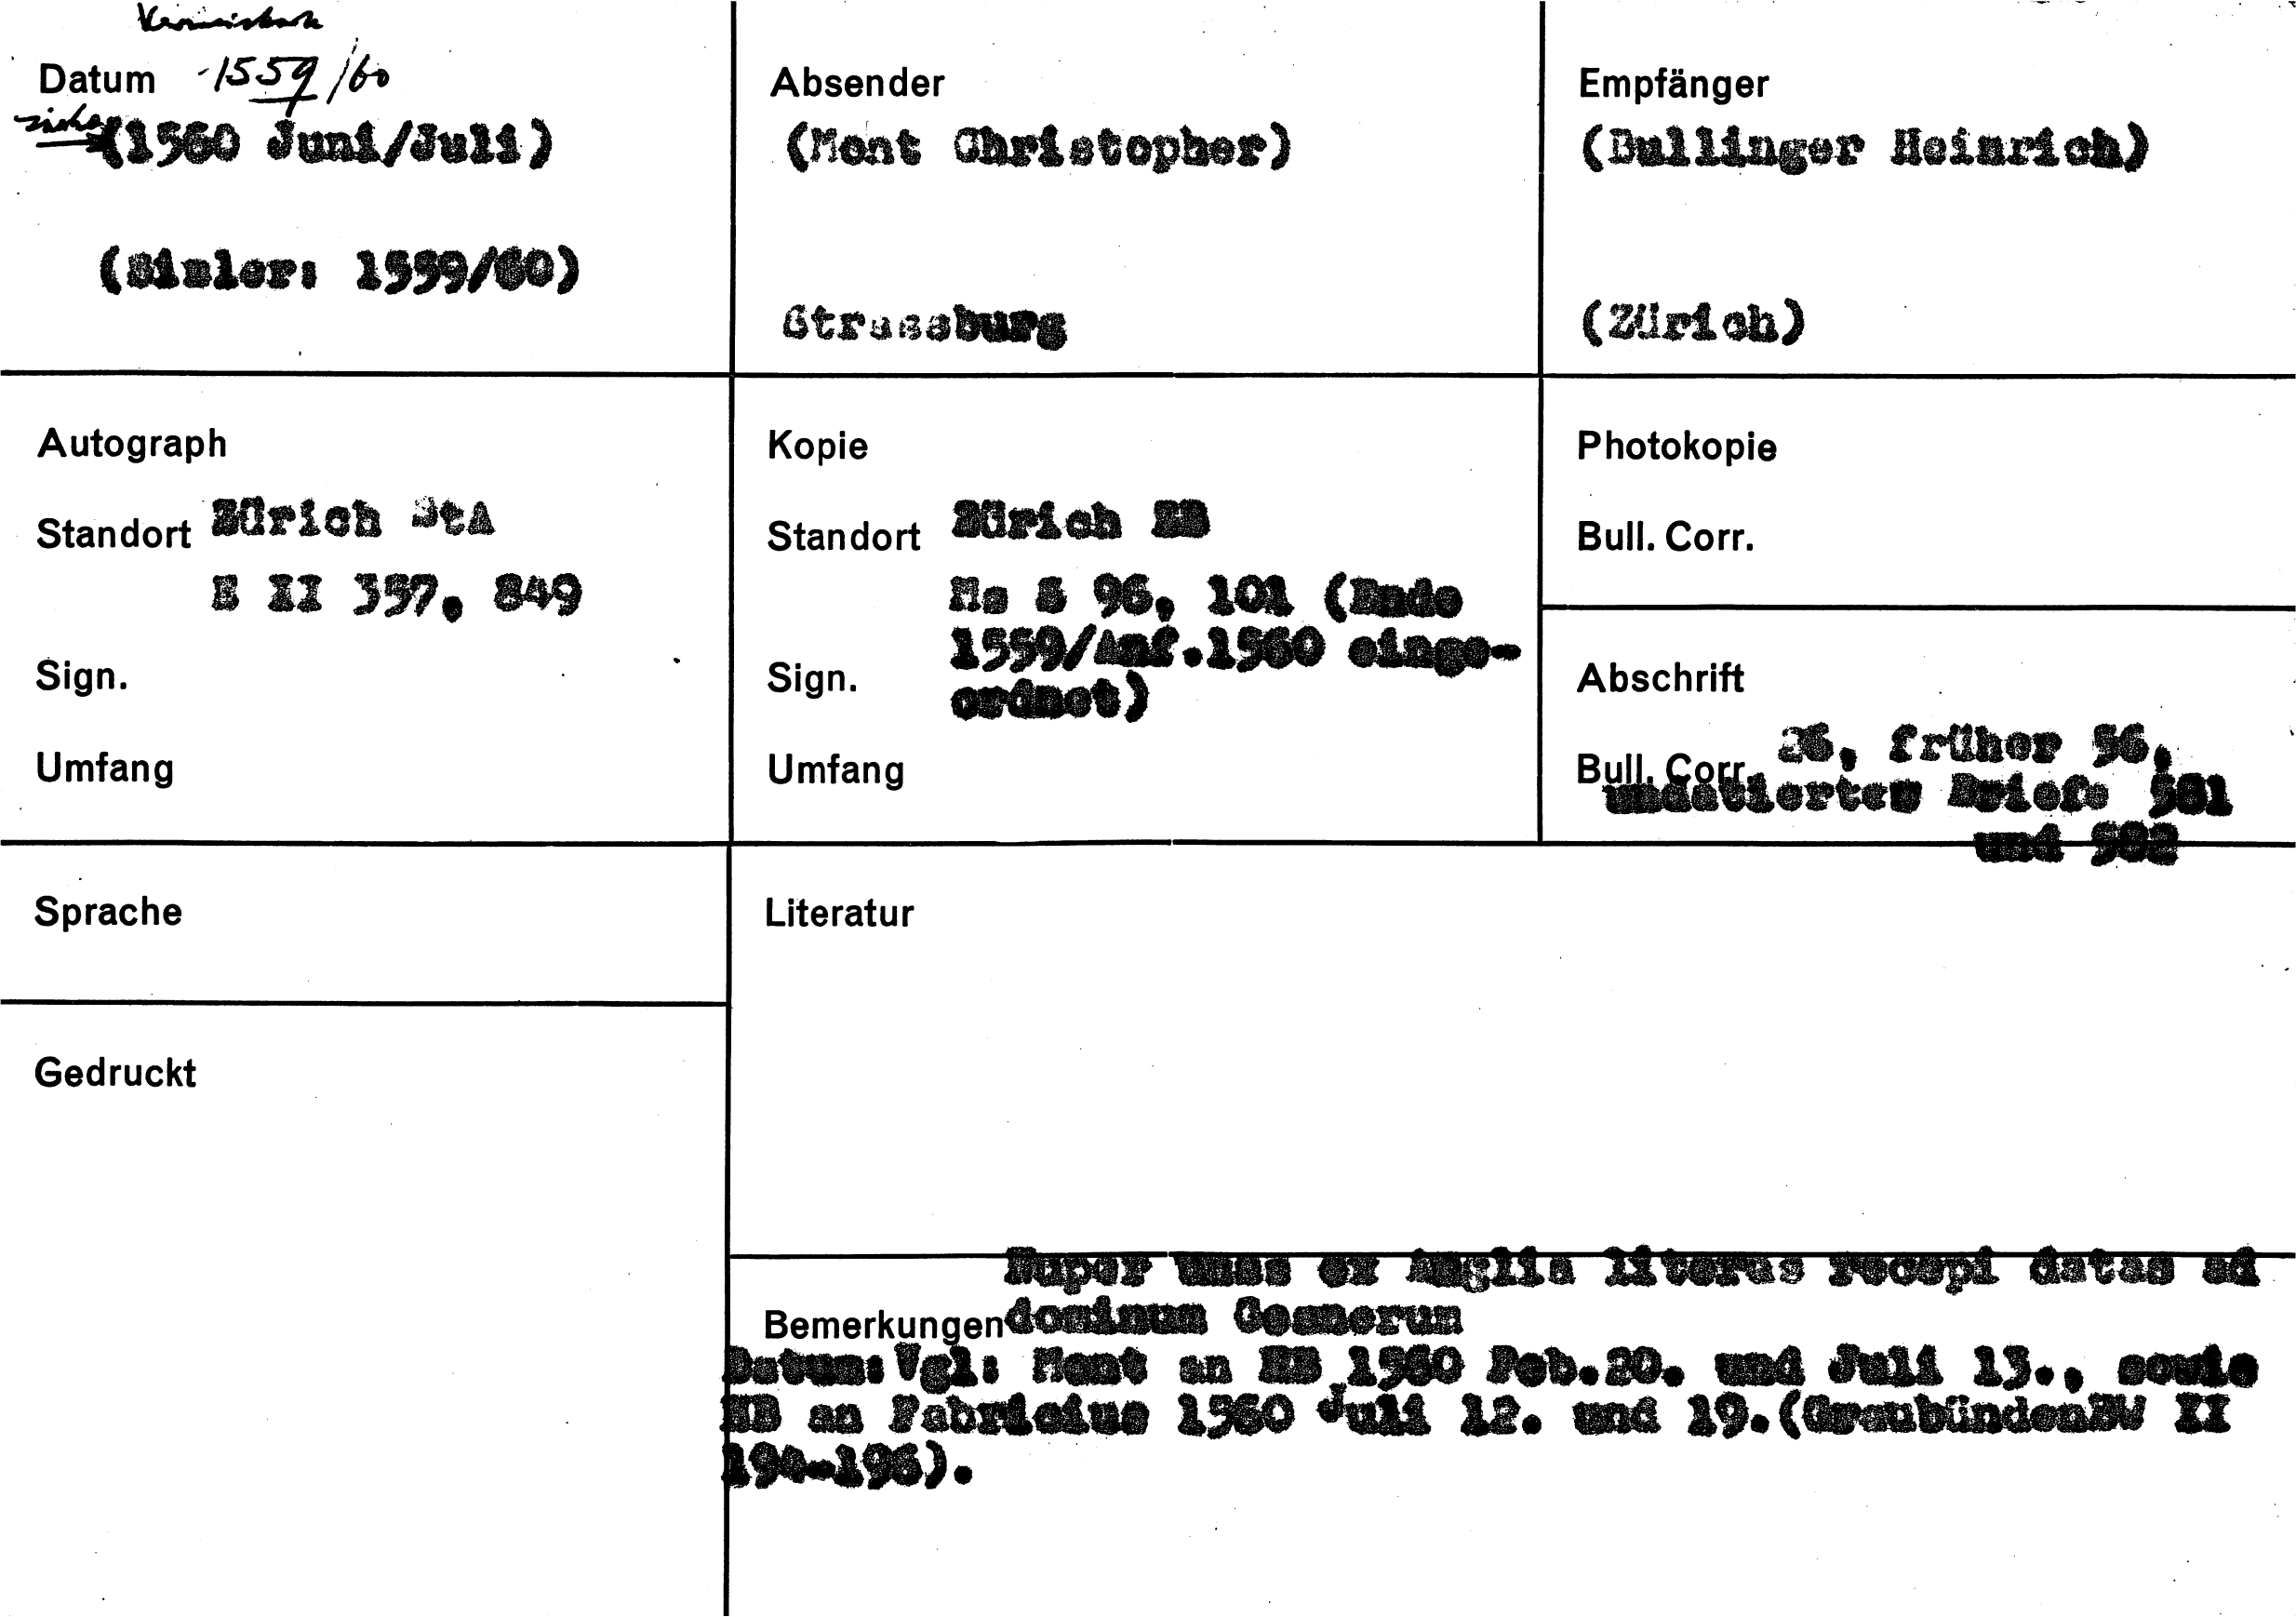 Verweiskarte
Datum 1559/60
siehe (1560 Juni/Juli)
(Simler: 1559/60)
Absender
(Mont Christopher)
Strassburg
Empfänger
(Bullinger Heinrich)
(Zürich)
Autograph
Standort Zürich StA
E II 357, 849
Sign.
Umfang
Kopie
Standort Zürich ZB
Ms S 96, 101 (Ende
1559/Anf.1560 einge-
Sign. ordnet)
Umfang
Photokopie
Bull. Corr.
Abschrift
Bull. Corr. 26, früher 56,
undatierten Briefe 581
und 582
Sprache
Literatur
Gedruckt
Nuper unas ex Anglia literas recepi datas ad
Bemerkungen dominum Gesnerum
Datum: Vgl: Mont an HB 1560 Feb.20. und Juli 13., sowie
HB an Fabricius 1560 Juli 12. und 19.(GraubündenBW II
194-196).